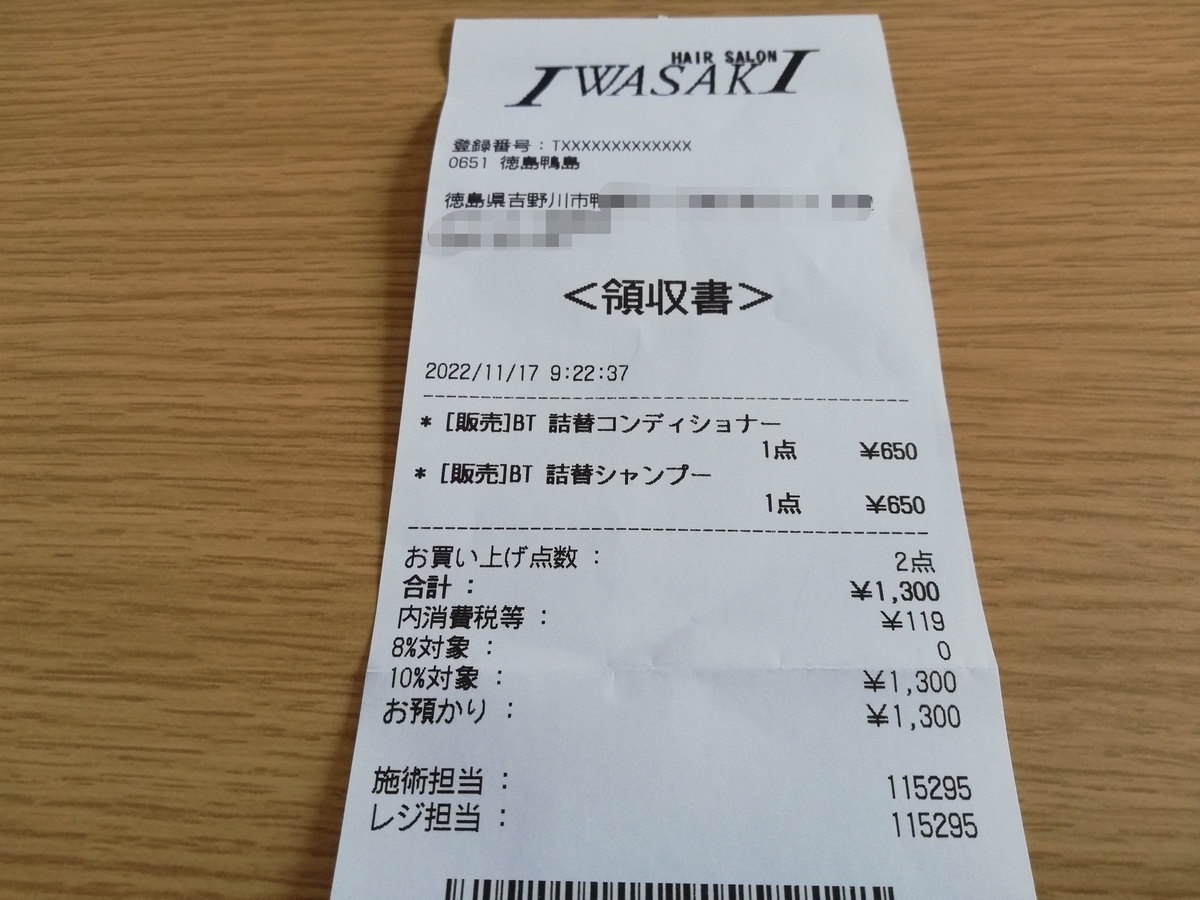 HAIR SALON
IWASAKI
登録番号：TXXXXXXXXXXXXX
0651 徳島鴨島
徳島県吉野川市鴨
＜領収書＞
2022/11/17 9:22:37
* [販売]BT 詰替コンディショナー
1点 ¥650
* [販売]BT 詰替シャンプー
1点 ¥650
お買い上げ点数： 2点
合計： ¥1,300
内消費税等： ¥119
8%対象： 0
10%対象： ¥1,300
お預かり： ¥1,300
施術担当： 115295
レジ担当： 115295